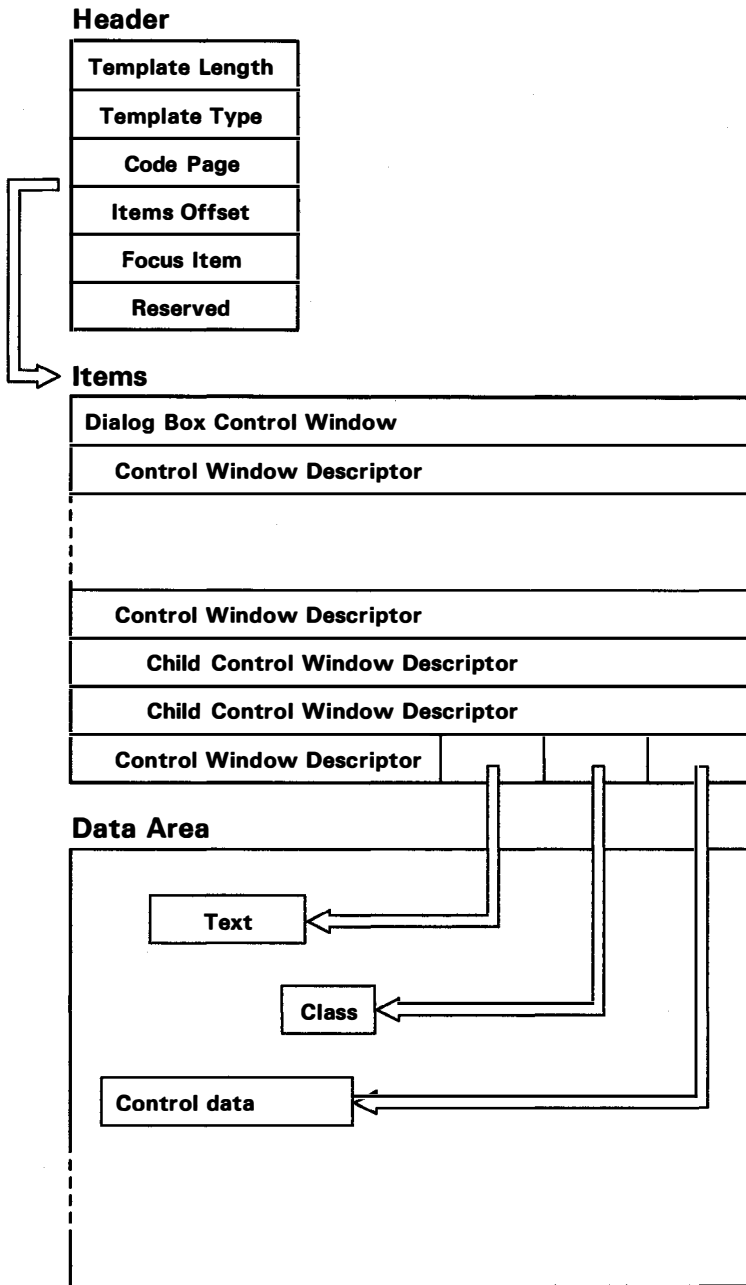 Header
Template Length
Template Type
Code Page
Items Offset
Focus Item
Reserved
Items
Dialog Box Control Window
Control Window Descriptor
Control Window Descriptor
Child Control Window Descriptor
Child Control Window Descriptor
Control Window Descriptor
Data Area
Text
Class
Control data